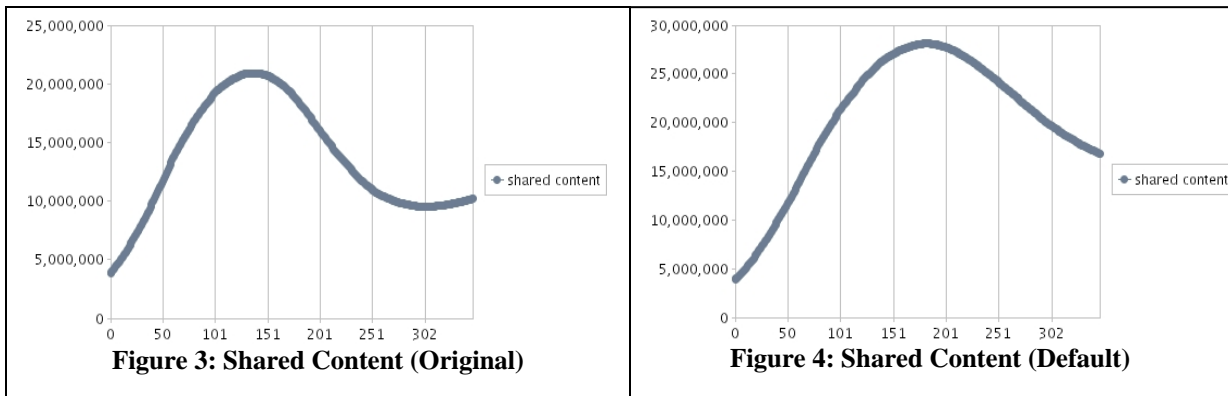 25,000,000
20,000,000
15,000,000
10,000,000
5,000,000
0
0 50 101 151 201 251 302
shared content
Figure 3: Shared Content (Original)
30,000,000
25,000,000
20,000,000
15,000,000
10,000,000
5,000,000
0
0 50 101 151 201 251 302
shared content
Figure 4: Shared Content (Default)